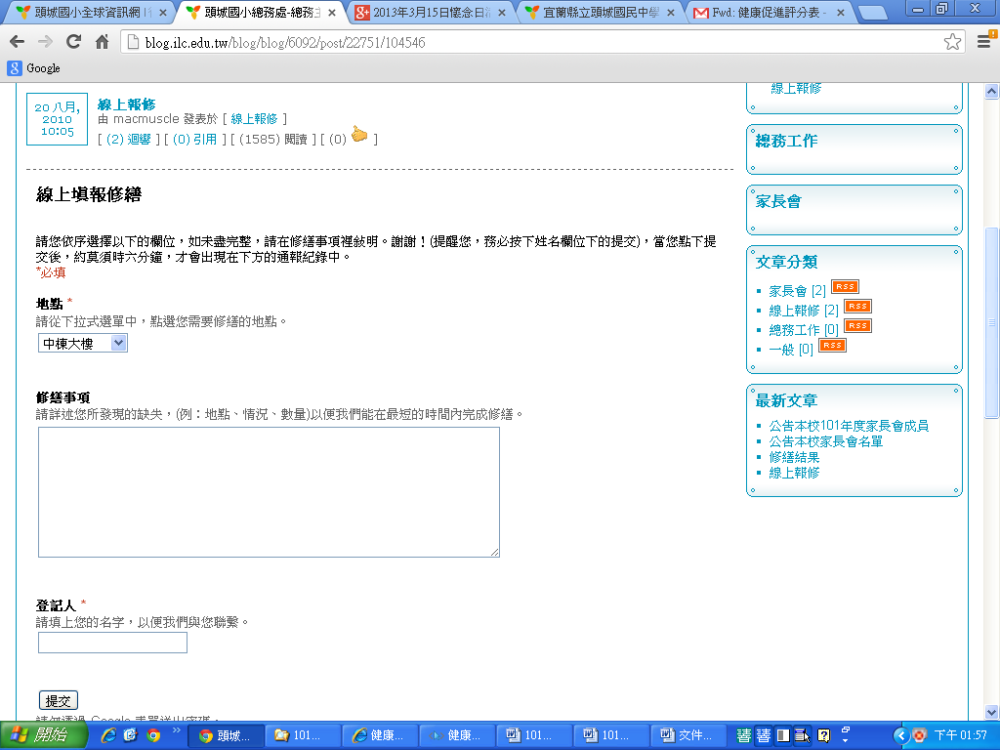 頭城國小全球資訊網
頭城國小總務處-總務主
2013年3月15日懷念日
宜蘭縣立頭城國民中學
Fwd: 健康促進評分表 -
blog.ilc.edu.tw/blog/blog/6092/post/22751/104546
Google
20 八月, 2010 10:05
線上報修
由 macmuscle 發表於 [ 線上報修 ]
[ (2) 迴響 ] [ (0) 引用 ] [ (1585) 閱讀 ] [ (0) ]
線上填報修繕
請您依序選擇以下的欄位，如未盡完整，請在修繕事項裡敍明。謝謝！(提醒您，務必按下姓名欄位下的提交)，當您點下提
交後，約莫須時六分鐘，才會出現在下方的通報紀錄中。
*必填
地點 *
請從下拉式選單中，點選您需要修繕的地點。
中棟大樓
修繕事項
請詳述您所發現的缺失，(例：地點、情況、數量)以便我們能在最短的時間內完成修繕。
登記人 *
請填上您的名字，以便我們與您聯繫。
提交
線上報修
總務工作
家長會
文章分類
家長會 [2] RSS
線上報修 [2] RSS
總務工作 [0] RSS
一般 [0] RSS
最新文章
公告本校101年度家長會成員
公告本校家長會名單
修繕結果
線上報修
開始
頭城...
101...
健康...
健康...
101...
101...
文件...
下午 01:57